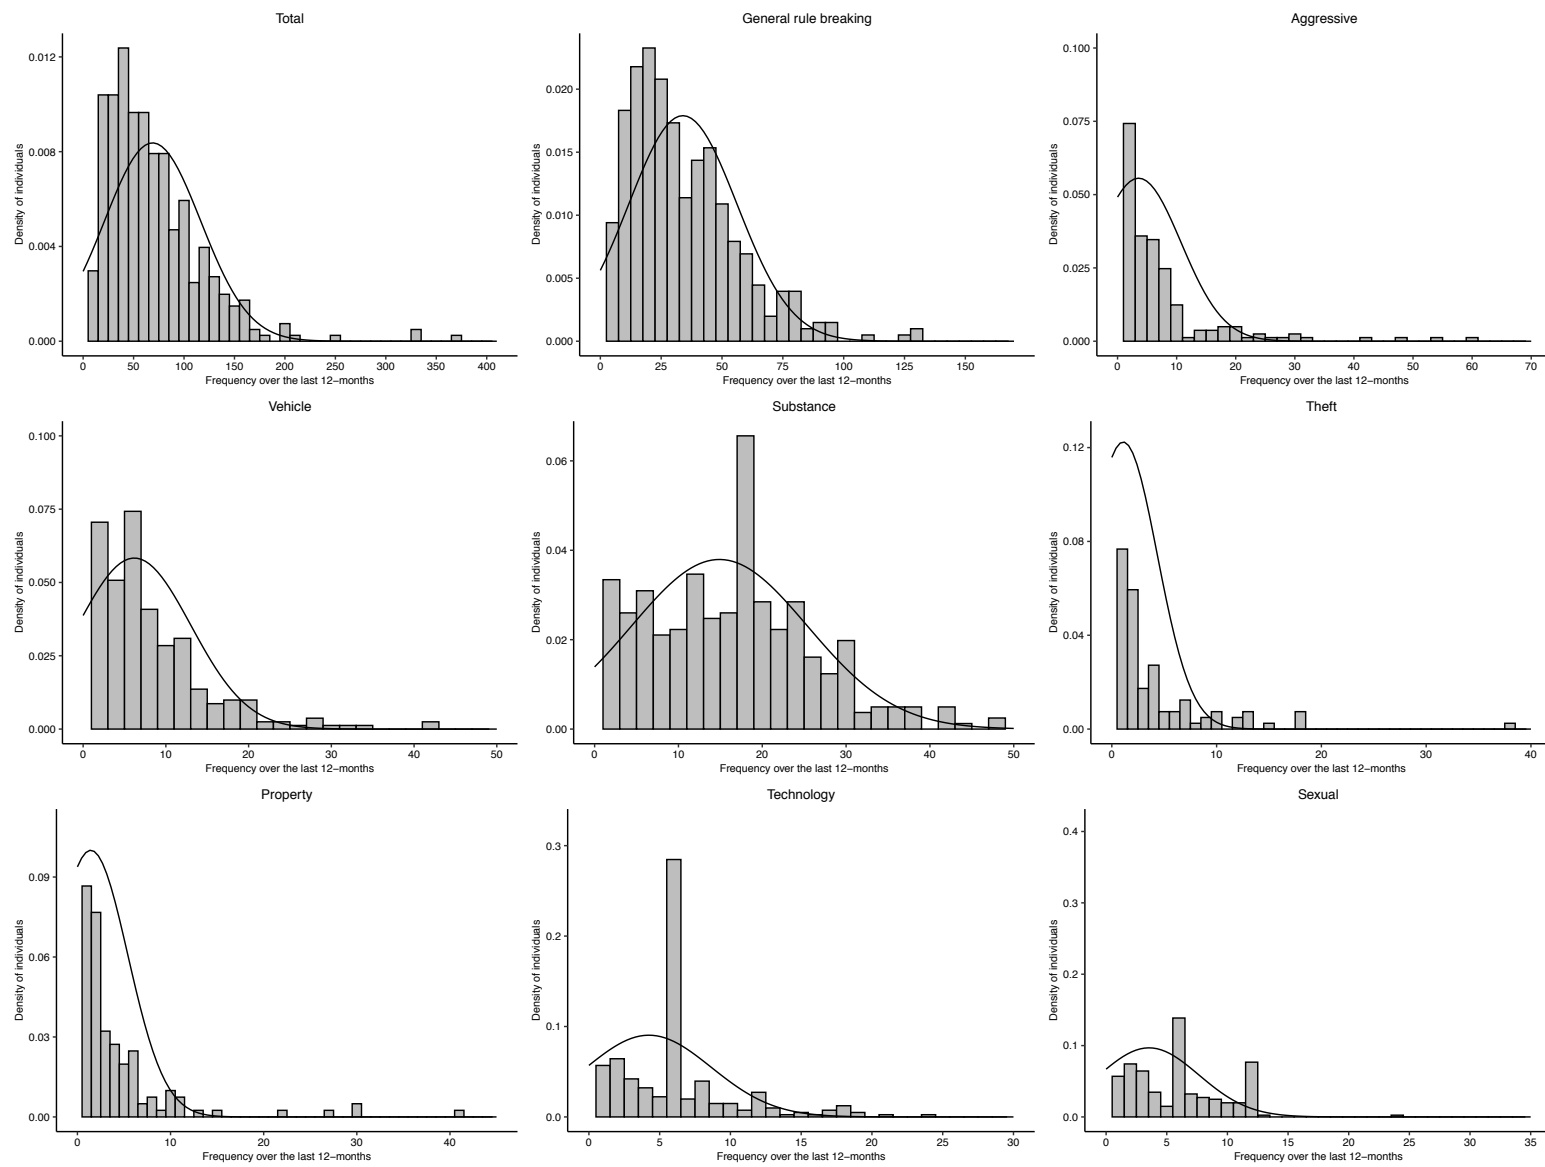 Total
General rule breaking
Aggressive
Density of individuals
0.012
0.008
0.004
0.000
0 50 100 150 200 250 300 350 400
Frequency over the last 12−months
Density of individuals
0.020
0.015
0.010
0.005
0.000
0 25 50 75 100 125 150
Frequency over the last 12−months
Density of individuals
0.100
0.075
0.050
0.025
0.000
0 10 20 30 40 50 60 70
Frequency over the last 12−months
Vehicle
Substance
Theft
Density of individuals
0.100
0.075
0.050
0.025
0.000
0 10 20 30 40 50
Frequency over the last 12−months
Density of individuals
0.06
0.04
0.02
0.00
0 10 20 30 40 50
Frequency over the last 12−months
Density of individuals
0.12
0.08
0.04
0.00
0 10 20 30 40
Frequency over the last 12−months
Property
Technology
Sexual
Density of individuals
0.09
0.06
0.03
0.00
0 10 20 30 40
Frequency over the last 12−months
Density of individuals
0.3
0.2
0.1
0.0
0 5 10 15 20 25 30
Frequency over the last 12−months
Density of individuals
0.4
0.3
0.2
0.1
0.0
0 5 10 15 20 25 30 35
Frequency over the last 12−months